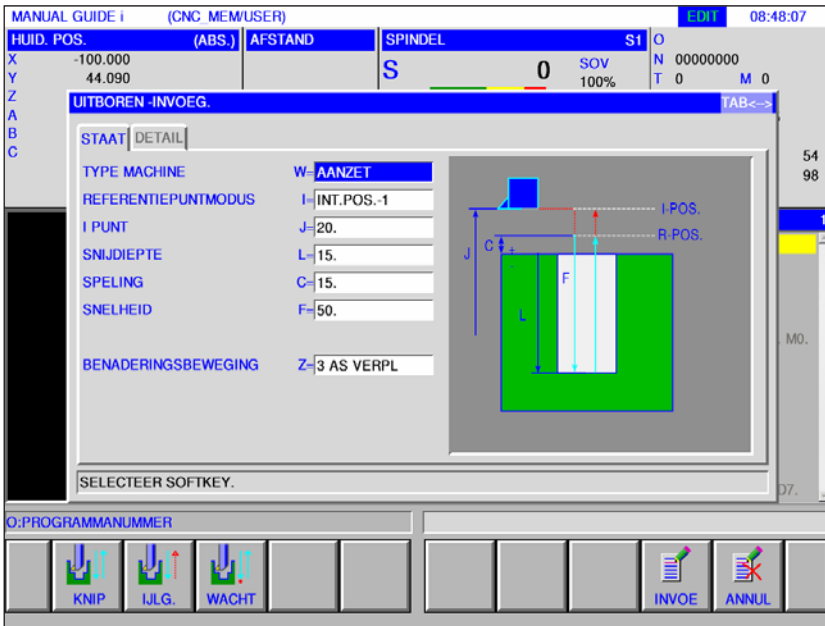 MANUAL GUIDE i (CNC_MEM/USER) EDIT 08:48:07
HUID. POS. (ABS.) AFSTAND SPINDEL S1 O
X -100.000 S 0 SOV N 00000000
Y 44.090 100% T 0 M 0
Z
A
B
C
54
98
UITBOREN -INVOEG. TAB<-->
STAAT DETAIL
TYPE MACHINE W= AANZET
REFERENTIEPUNTMODUS I= INT.POS.-1
I PUNT J= 20.
SNIJDIEPTE L= 15.
SPELING C= 15.
SNELHEID F= 50.
BENADERINGSBEWEGING Z= 3 AS VERPL
I-POS.
R-POS.
C +
-
J
F
L
1
M0.
D7.
SELECTEER SOFTKEY.
O:PROGRAMMANUMMER
KNIP IJLG. WACHT INVOE ANNUL